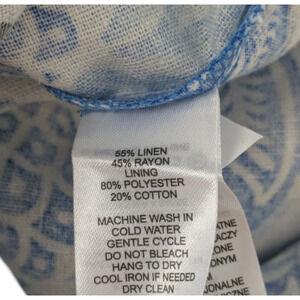 55% LINEN
45% RAYON
LINING
80% POLYESTER
20% COTTON
MACHINE WASH IN
COLD WATER
GENTLE CYCLE
DO NOT BLEACH
HANG TO DRY
COOL IRON IF NEEDED
DRY CLEAN